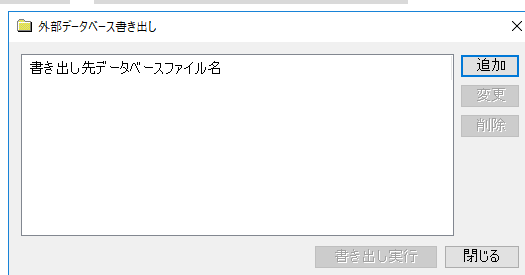 外部データベース書き出し
書き出し先データベースファイル名
追加
変更
削除
書き出し実行
閉じる